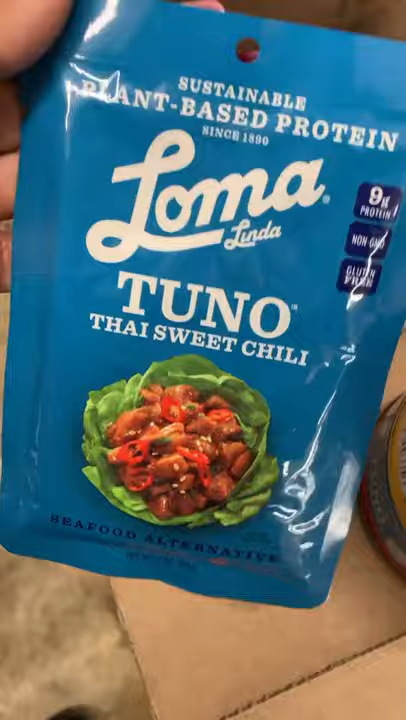 SUSTAINABLE
PLANT-BASED PROTEIN
SINCE 1890
Loma®
Linda
9g
PROTEIN
NON-GMO
GLUTEN
FREE
TUNO™
THAI SWEET CHILI
SEAFOOD ALTERNATIVE